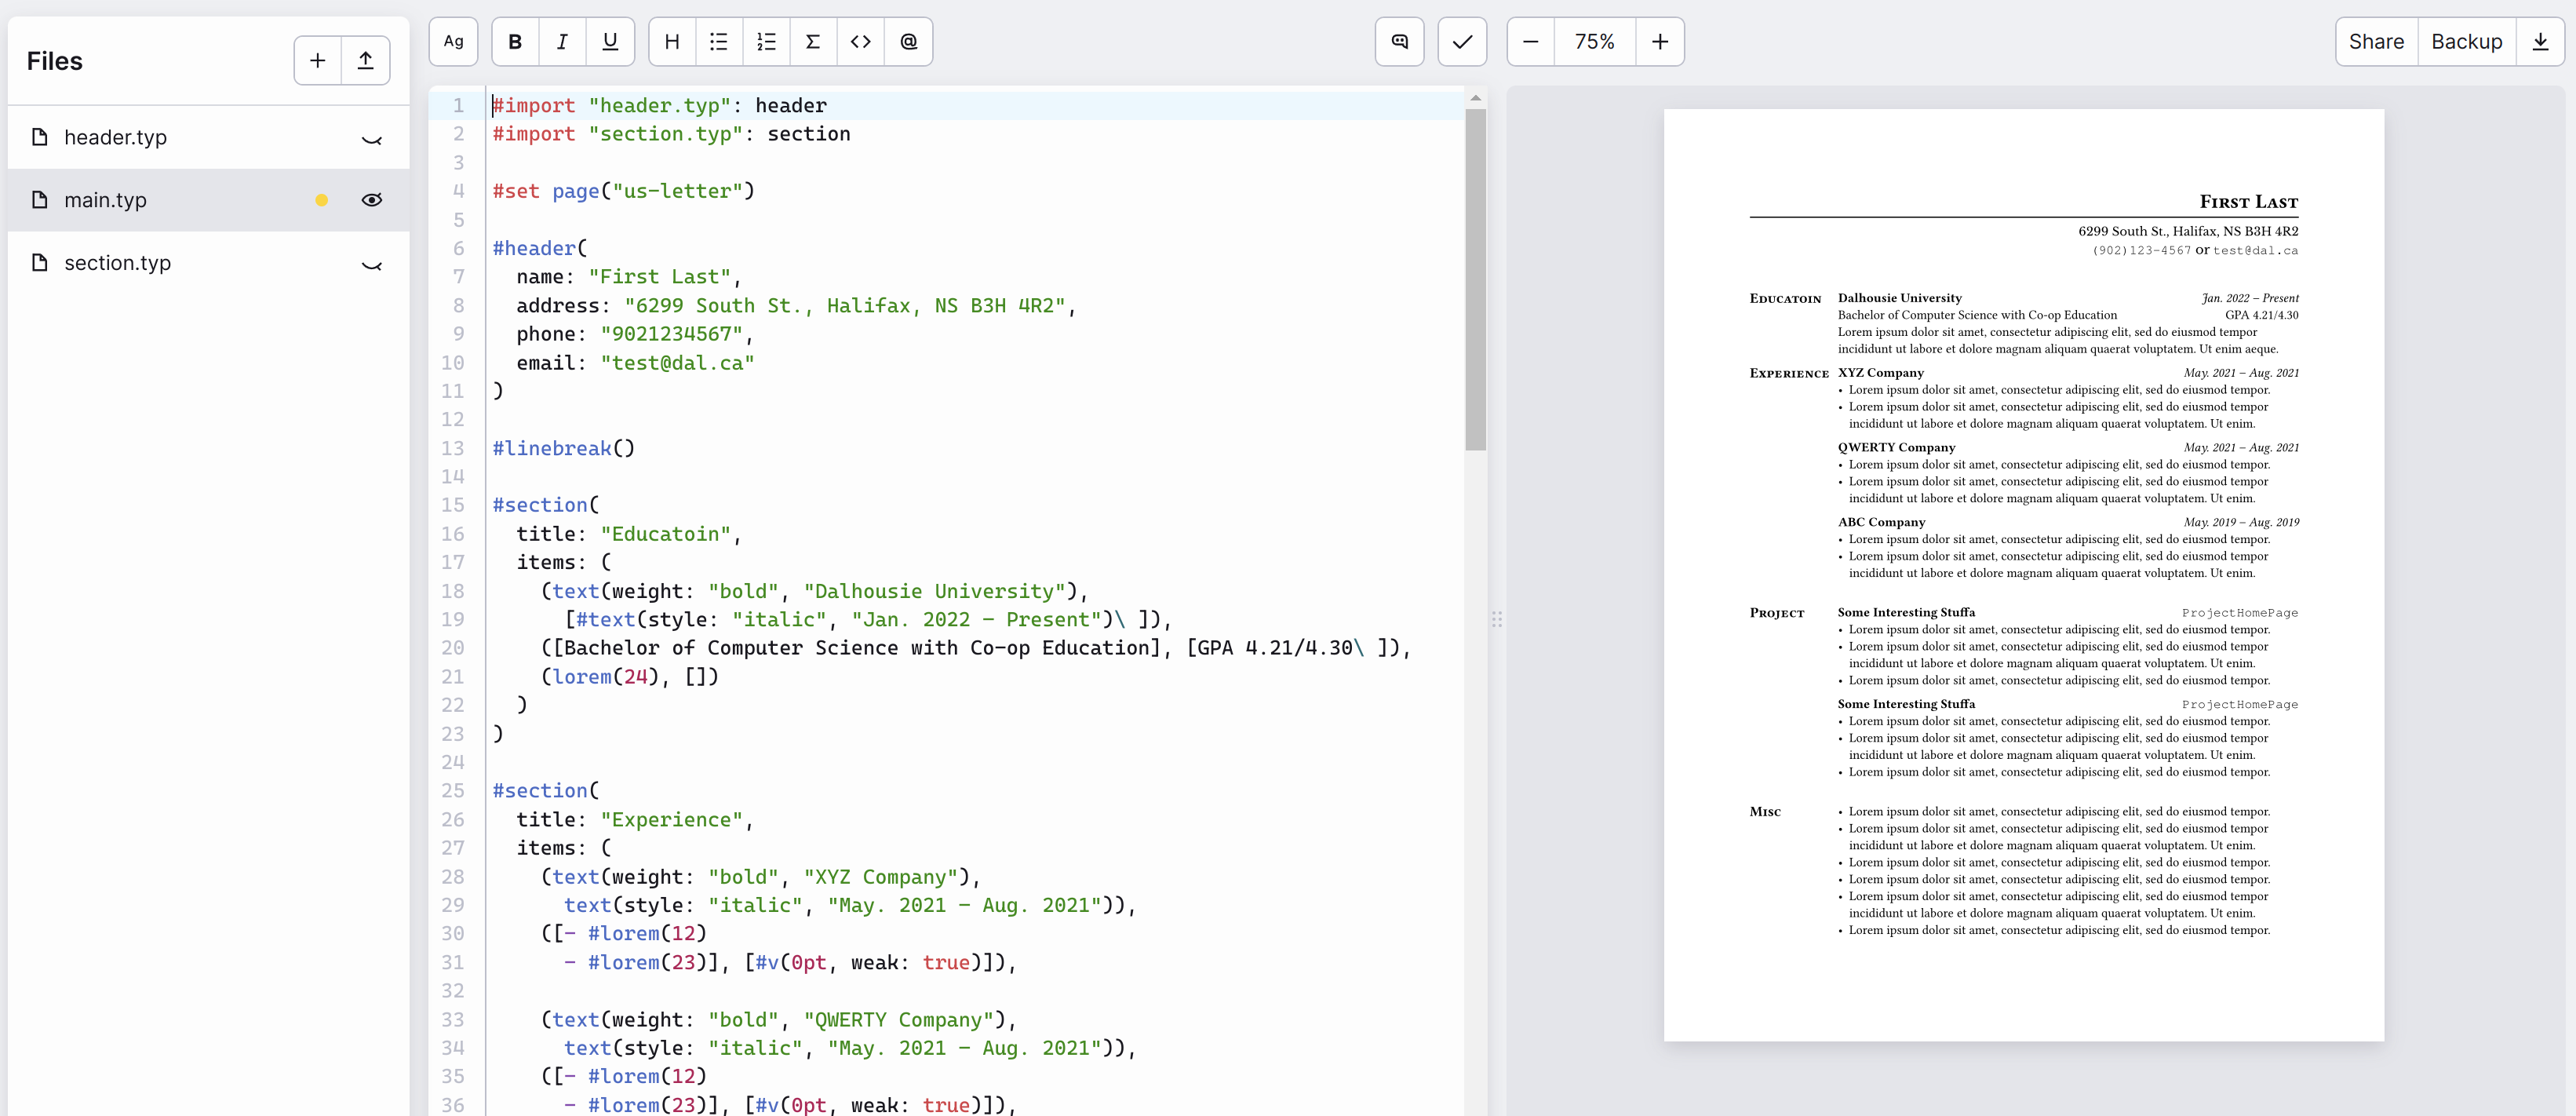 Files
header.typ
main.typ
section.typ
Ag B I U H Σ <> @
75%
Share Backup
1 #import "header.typ": header
2 #import "section.typ": section
3
4 #set page("us-letter")
5
6 #header(
7   name: "First Last",
8   address: "6299 South St., Halifax, NS B3H 4R2",
9   phone: "9021234567",
10   email: "test@dal.ca"
11 )
12
13 #linebreak()
14
15 #section(
16   title: "Educatoin",
17   items: (
18     (text(weight: "bold", "Dalhousie University"),
19       [#text(style: "italic", "Jan. 2022 – Present")\ ]),
20     ([Bachelor of Computer Science with Co-op Education], [GPA 4.21/4.30\ ]),
21     (lorem(24), [])
22   )
23 )
24
25 #section(
26   title: "Experience",
27   items: (
28     (text(weight: "bold", "XYZ Company"),
29       text(style: "italic", "May. 2021 – Aug. 2021")),
30     ([- #lorem(12)
31       - #lorem(23)], [#v(0pt, weak: true)]),
32
33     (text(weight: "bold", "QWERTY Company"),
34       text(style: "italic", "May. 2021 – Aug. 2021")),
35     ([- #lorem(12)
36       - #lorem(23)], [#v(0pt, weak: true)]),
First Last
6299 South St., Halifax, NS B3H 4R2
(902)123-4567 or test@dal.ca
Educatoin Dalhousie University Jan. 2022 – Present
Bachelor of Computer Science with Co-op Education GPA 4.21/4.30
Lorem ipsum dolor sit amet, consectetur adipiscing elit, sed do eiusmod tempor
incididunt ut labore et dolore magnam aliquam quaerat voluptatem. Ut enim aeque.
Experience XYZ Company May. 2021 – Aug. 2021
• Lorem ipsum dolor sit amet, consectetur adipiscing elit, sed do eiusmod tempor.
• Lorem ipsum dolor sit amet, consectetur adipiscing elit, sed do eiusmod tempor
incididunt ut labore et dolore magnam aliquam quaerat voluptatem. Ut enim.
QWERTY Company May. 2021 – Aug. 2021
• Lorem ipsum dolor sit amet, consectetur adipiscing elit, sed do eiusmod tempor.
• Lorem ipsum dolor sit amet, consectetur adipiscing elit, sed do eiusmod tempor
incididunt ut labore et dolore magnam aliquam quaerat voluptatem. Ut enim.
ABC Company May. 2019 – Aug. 2019
• Lorem ipsum dolor sit amet, consectetur adipiscing elit, sed do eiusmod tempor.
• Lorem ipsum dolor sit amet, consectetur adipiscing elit, sed do eiusmod tempor
incididunt ut labore et dolore magnam aliquam quaerat voluptatem. Ut enim.
Project Some Interesting Stuffa ProjectHomePage
• Lorem ipsum dolor sit amet, consectetur adipiscing elit, sed do eiusmod tempor.
• Lorem ipsum dolor sit amet, consectetur adipiscing elit, sed do eiusmod tempor
incididunt ut labore et dolore magnam aliquam quaerat voluptatem. Ut enim.
• Lorem ipsum dolor sit amet, consectetur adipiscing elit, sed do eiusmod tempor.
Some Interesting Stuffa ProjectHomePage
• Lorem ipsum dolor sit amet, consectetur adipiscing elit, sed do eiusmod tempor.
• Lorem ipsum dolor sit amet, consectetur adipiscing elit, sed do eiusmod tempor
incididunt ut labore et dolore magnam aliquam quaerat voluptatem. Ut enim.
• Lorem ipsum dolor sit amet, consectetur adipiscing elit, sed do eiusmod tempor.
Misc • Lorem ipsum dolor sit amet, consectetur adipiscing elit, sed do eiusmod tempor.
• Lorem ipsum dolor sit amet, consectetur adipiscing elit, sed do eiusmod tempor
incididunt ut labore et dolore magnam aliquam quaerat voluptatem. Ut enim.
• Lorem ipsum dolor sit amet, consectetur adipiscing elit, sed do eiusmod tempor.
• Lorem ipsum dolor sit amet, consectetur adipiscing elit, sed do eiusmod tempor.
• Lorem ipsum dolor sit amet, consectetur adipiscing elit, sed do eiusmod tempor
incididunt ut labore et dolore magnam aliquam quaerat voluptatem. Ut enim.
• Lorem ipsum dolor sit amet, consectetur adipiscing elit, sed do eiusmod tempor.